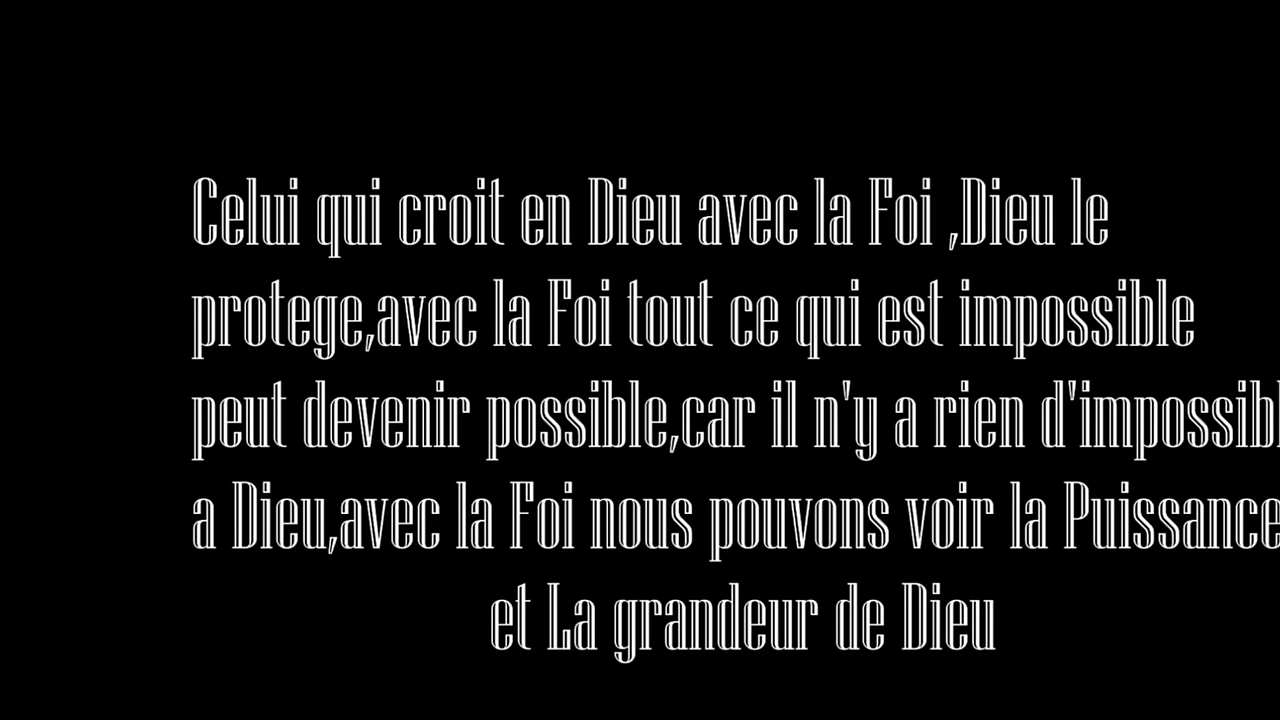 Celui qui croit en Dieu avec la Foi ,Dieu le
protege,avec la Foi tout ce qui est impossible
peut devenir possible,car il n'y a rien d'impossibl
a Dieu,avec la Foi nous pouvons voir la Puissance
et La grandeur de Dieu